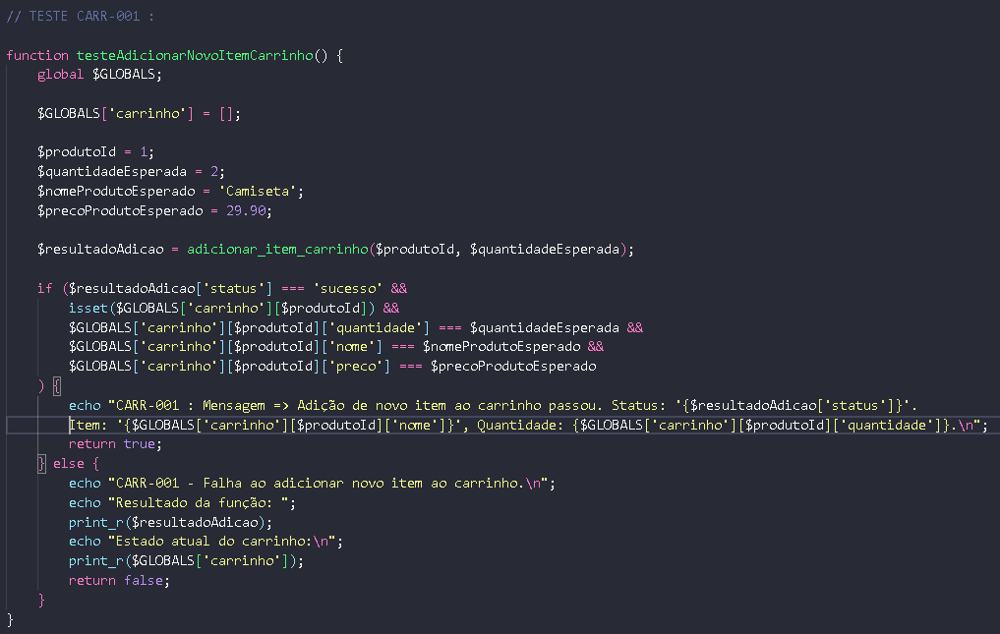 // TESTE CARR-001 :
function testeAdicionarNovoItemCarrinho() {
global $GLOBALS;
$GLOBALS['carrinho'] = [];
$produtoId = 1;
$quantidadeEsperada = 2;
$nomeProdutoEsperado = 'Camiseta';
$precoProdutoEsperado = 29.90;
$resultadoAdicao = adicionar_item_carrinho($produtoId, $quantidadeEsperada);
if ($resultadoAdicao['status'] === 'sucesso' &&
isset($GLOBALS['carrinho'][$produtoId]) &&
$GLOBALS['carrinho'][$produtoId]['quantidade'] === $quantidadeEsperada &&
$GLOBALS['carrinho'][$produtoId]['nome'] === $nomeProdutoEsperado &&
$GLOBALS['carrinho'][$produtoId]['preco'] === $precoProdutoEsperado
) {
echo "CARR-001 : Mensagem => Adição de novo item ao carrinho passou. Status: '{$resultadoAdicao['status']}'.
Item: '{$GLOBALS['carrinho'][$produtoId]['nome']}', Quantidade: {$GLOBALS['carrinho'][$produtoId]['quantidade']}.\n";
return true;
} else {
echo "CARR-001 - Falha ao adicionar novo item ao carrinho.\n";
echo "Resultado da função: ";
print_r($resultadoAdicao);
echo "Estado atual do carrinho:\n";
print_r($GLOBALS['carrinho']);
return false;
}
}